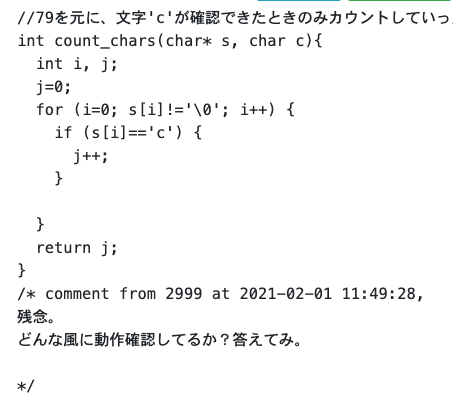 //79を元に、文字'c'が確認できたときのみカウントしていっ
int count_chars(char* s, char c){
  int i, j;
  j=0;
  for (i=0; s[i]!='\0'; i++) {
    if (s[i]=='c') {
      j++;
    }
  }
  return j;
}
/* comment from 2999 at 2021-02-01 11:49:28,
残念。
どんな風に動作確認してるか？答えてみ。
*/